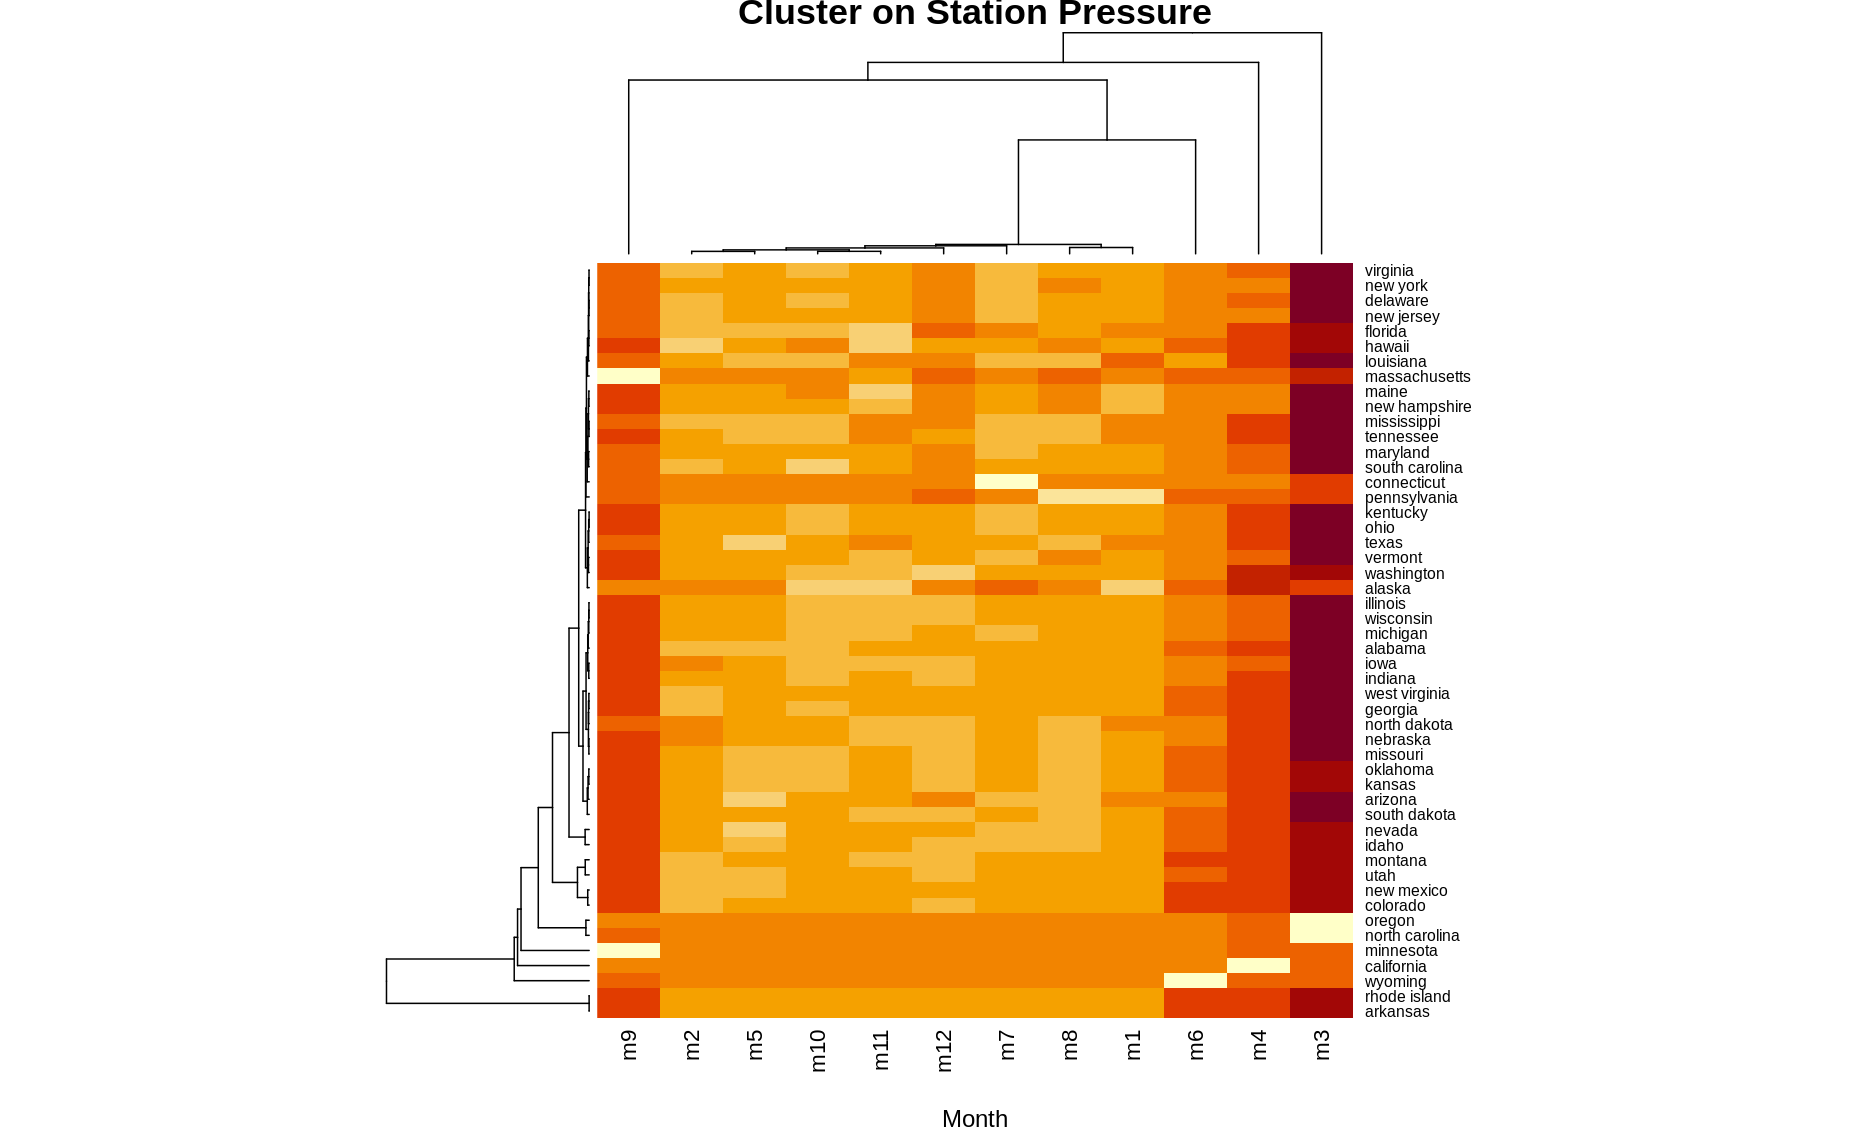 Cluster on Station Pressure
virginia
new york
delaware
new jersey
florida
hawaii
louisiana
massachusetts
maine
new hampshire
mississippi
tennessee
maryland
south carolina
connecticut
pennsylvania
kentucky
ohio
texas
vermont
washington
alaska
illinois
wisconsin
michigan
alabama
iowa
indiana
west virginia
georgia
north dakota
nebraska
missouri
oklahoma
kansas
arizona
south dakota
nevada
idaho
montana
utah
new mexico
colorado
oregon
north carolina
minnesota
california
wyoming
rhode island
arkansas
m9 m2 m5 m10 m11 m12 m7 m8 m1 m6 m4 m3
Month